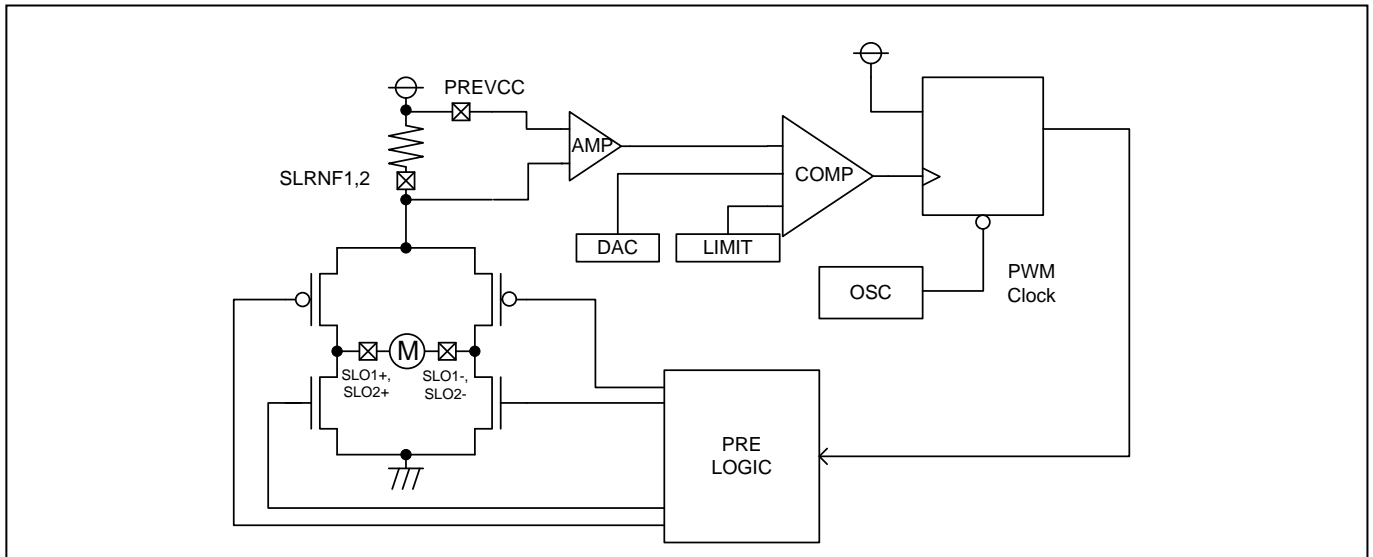 PREVCC
AMP
SLRNF1,2
COMP
DAC
LIMIT
OSC
PWM
Clock
M
SLO1+,
SLO2+
SLO1-,
SLO2-
PRE
LOGIC